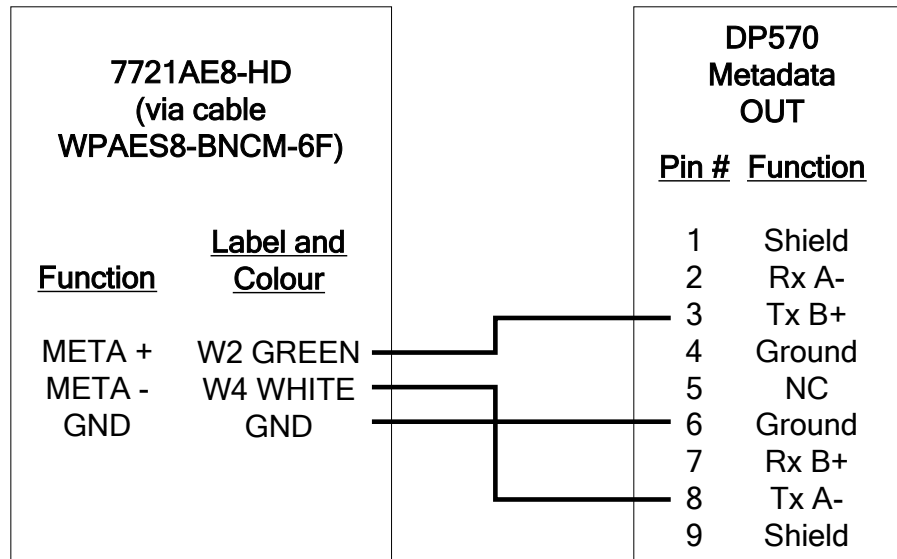 7721AE8-HD
(via cable
WPAES8-BNCM-6F)
Function Label and
Colour
META + W2 GREEN
META - W4 WHITE
GND GND
DP570
Metadata
OUT
Pin # Function
1 Shield
2 Rx A-
3 Tx B+
4 Ground
5 NC
6 Ground
7 Rx B+
8 Tx A-
9 Shield